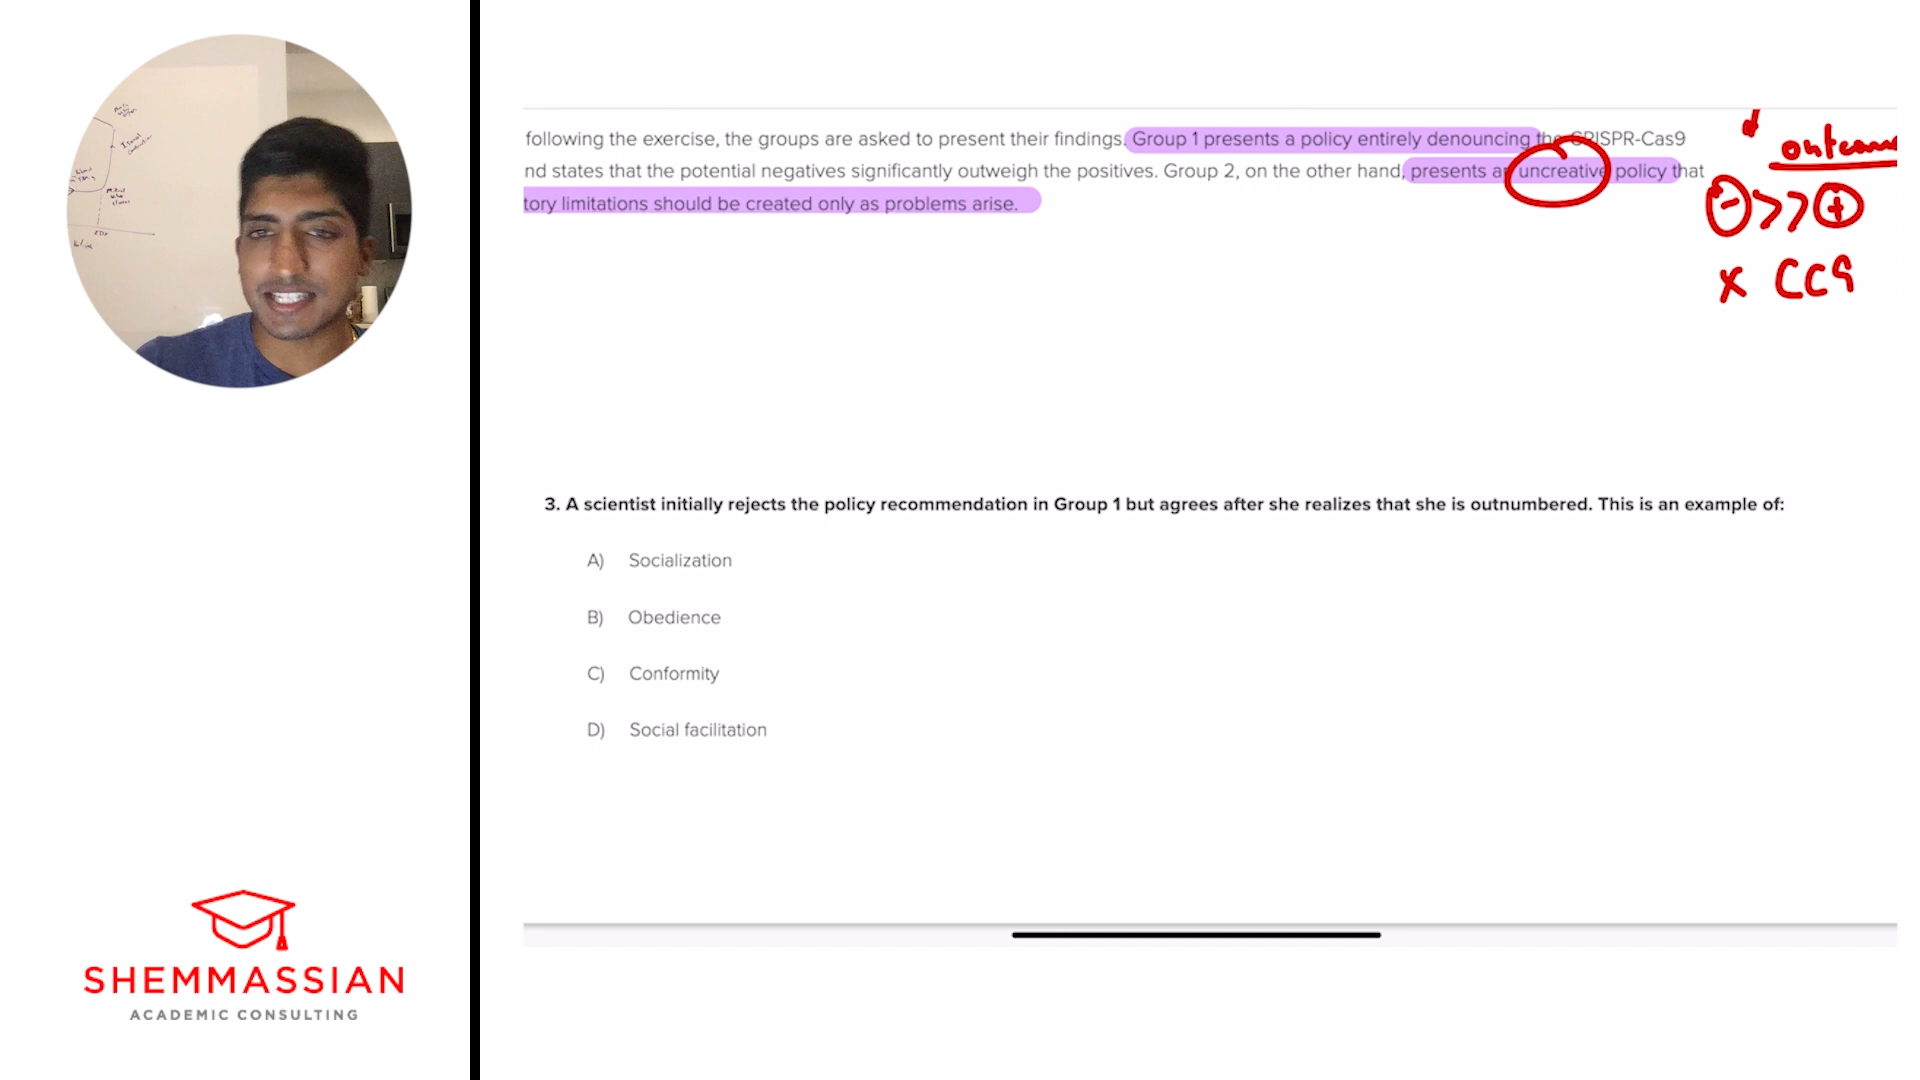 following the exercise, the groups are asked to present their findings. Group 1 presents a policy entirely denouncing the CRISPR-Cas9
nd states that the potential negatives significantly outweigh the positives. Group 2, on the other hand, presents an uncreative policy that
tory limitations should be created only as problems arise.
outcome
- >> +
x CC9
3. A scientist initially rejects the policy recommendation in Group 1 but agrees after she realizes that she is outnumbered. This is an example of:
A) Socialization
B) Obedience
C) Conformity
D) Social facilitation
SHEMMASSIAN
ACADEMIC CONSULTING